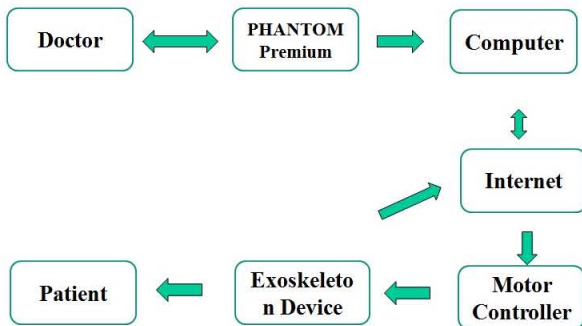 Doctor
PHANTOM
Premium
Computer
Internet
Patient
Exoskeleto
n Device
Motor
Controller